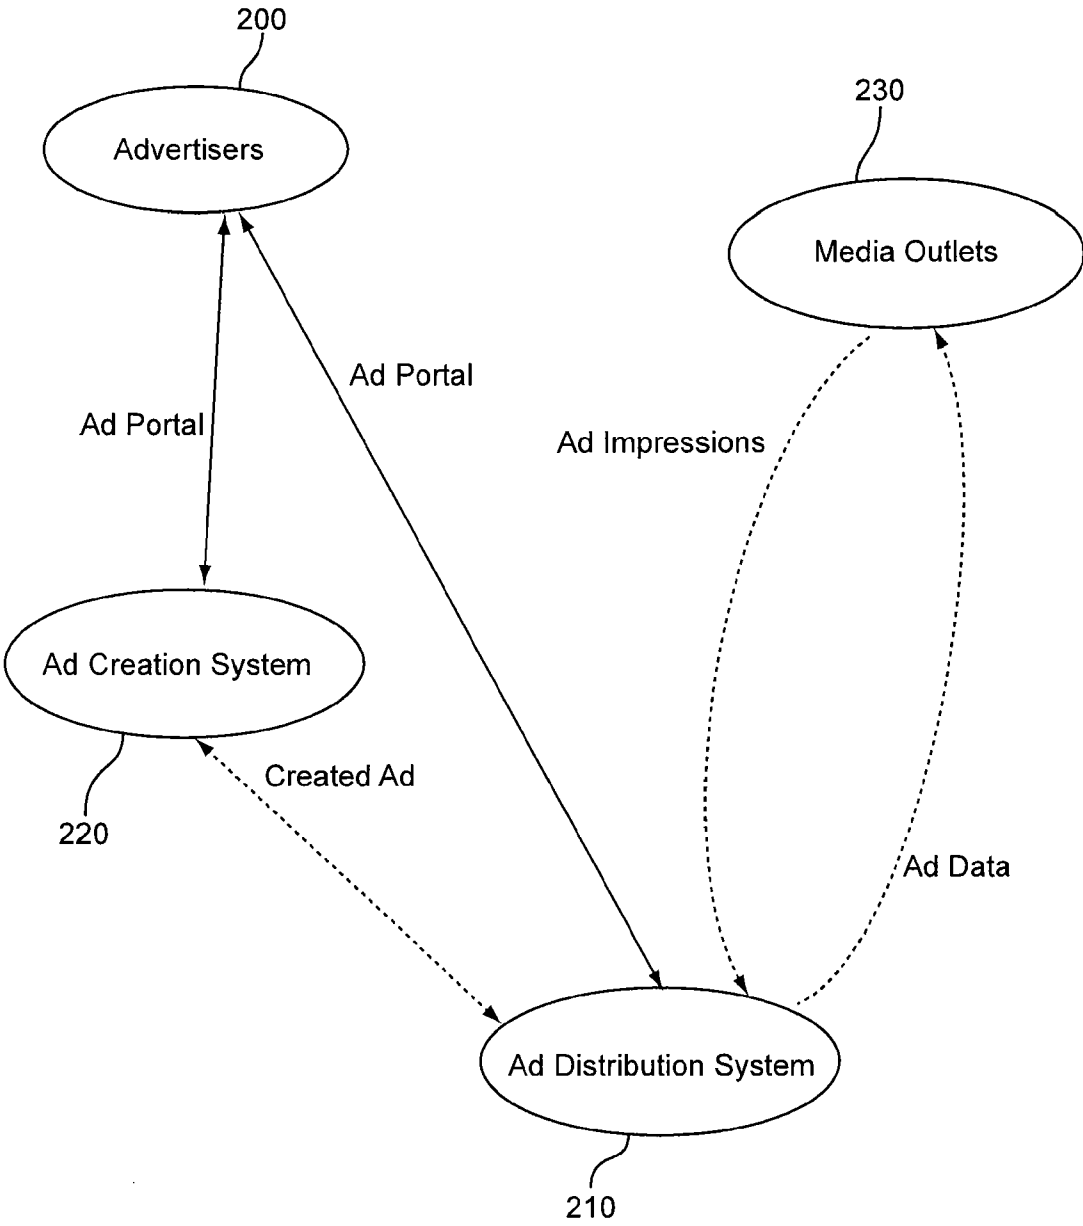 200
230
Advertisers
Media Outlets
Ad Portal
Ad Portal
Ad Impressions
Ad Creation System
Created Ad
220
Ad Data
Ad Distribution System
210